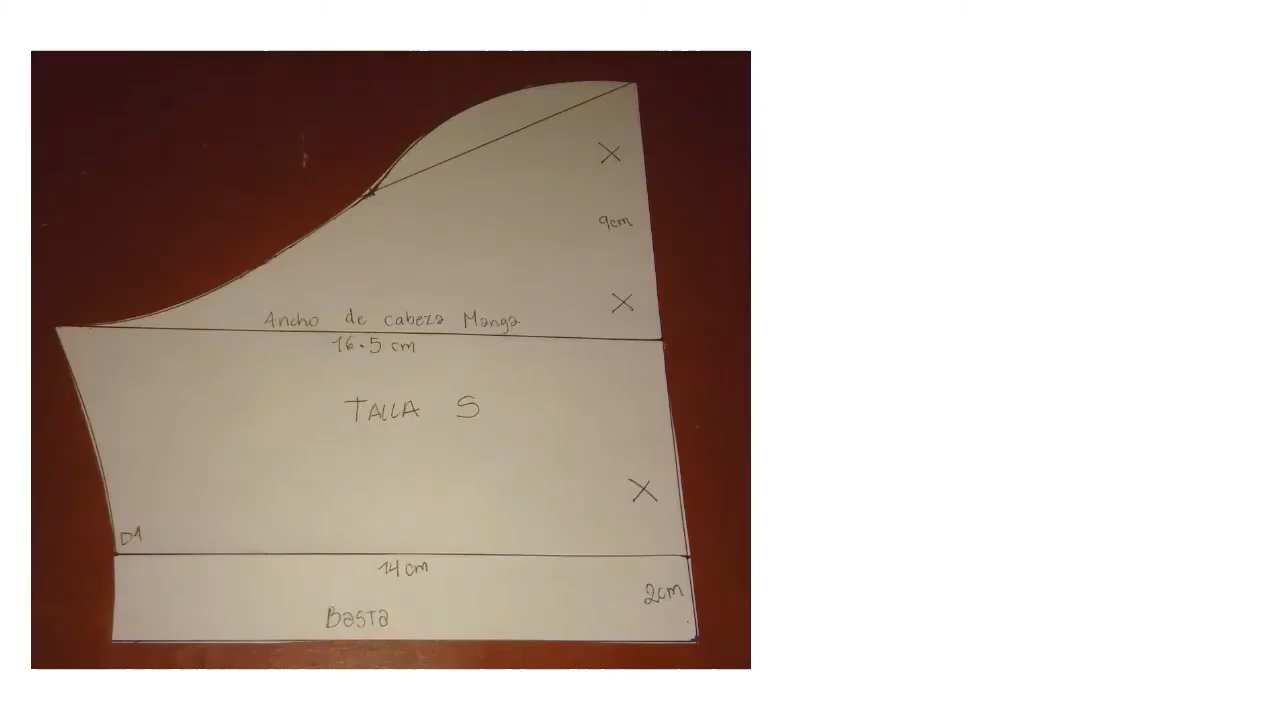 X
9cm
X
Ancho de cabeza Manga
16.5 cm
TALLA S
X
D1
14 cm
2cm
Basta